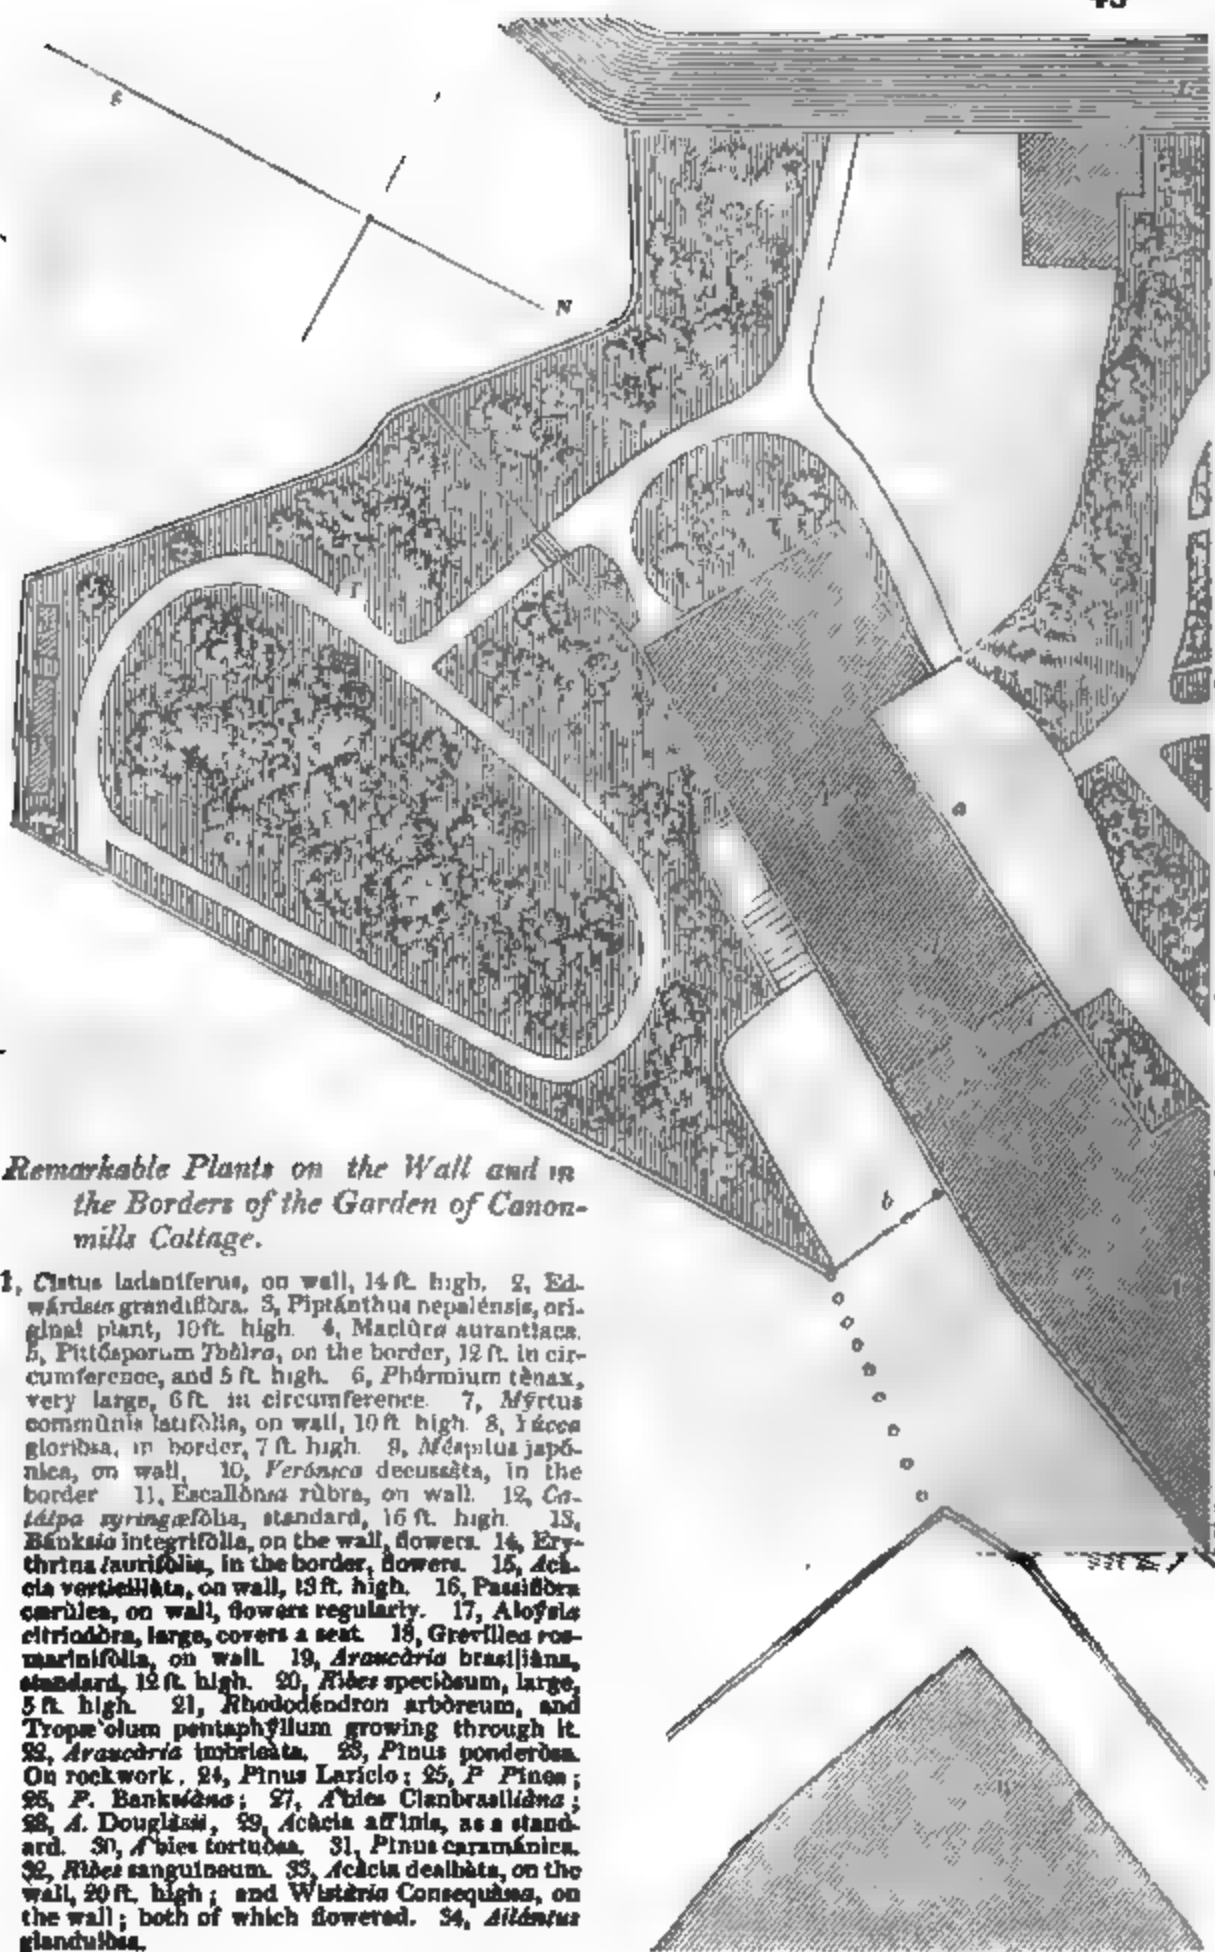 S
N
a
b
Remarkable Plants on the Wall and in
the Borders of the Garden of Canon-
mills Cottage.
1, Cistus ladaniferus, on wall, 14 ft. high. 2, Ed-
wárdsia grandiflòra. 3, Piptánthus nepalénsis, ori-
ginal plant, 10 ft. high. 4, Maclùra aurantiaca.
5, Pittósporum Tobìra, on the border, 12 ft. in cir-
cumference, and 5 ft. high. 6, Phórmium tènax,
very large, 6 ft. in circumference. 7, Myrtus
commùnis latifòlia, on wall, 10 ft. high. 8, Yúcca
gloriòsa, in border, 7 ft. high. 9, Méspilus japó-
nica, on wall. 10, Verónica decussàta, in the
border. 11, Escallònia rùbra, on wall. 12, Ca-
tálpa syringæfòlia, standard, 16 ft. high. 13,
Bánksia integrifòlia, on the wall, flowers. 14, Ery-
thrina laurifòlia, in the border, flowers. 15, Acà-
cia verticillàta, on wall, 13 ft. high. 16, Passiflòra
cærùlea, on wall, flowers regularly. 17, Aloýsia
citriodòra, large, covers a seat. 18, Grevíllea ros-
marinifòlia, on wall. 19, Araucària brasiliàna,
standard, 12 ft. high. 20, Ribes speciòsum, large,
5 ft. high. 21, Rhododéndron arbòreum, and
Tropæ'olum pentaphýllum growing through it.
22, Araucària imbricàta. 23, Pinus ponderòsa.
On rockwork. 24, Pinus Laricio; 25, P. Pinea;
26, P. Banksiàna; 27, A'bies Clanbrasiliàna;
28, A. Douglàsii, 29, Acàcia affinis, as a stand-
ard. 30, A'bies tortuòsa. 31, Pinus caramánica.
32, Ribes sanguineum. 33, Acàcia dealbàta, on the
wall, 20 ft. high; and Wistària Consequàna, on
the wall; both of which flowered. 34, Ailántus
glandulòsa.